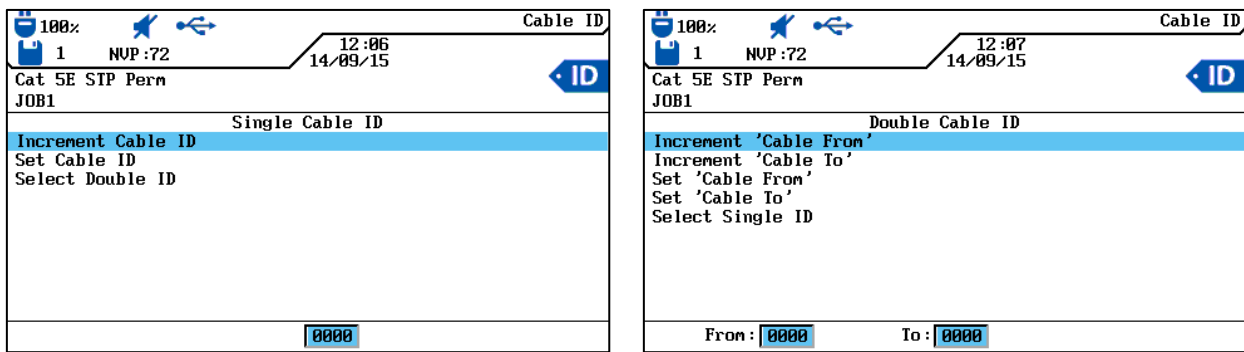 100% Cable ID
1 NVP:72 12:06
14/09/15
Cat 5E STP Perm
ID
JOB1
Single Cable ID
Increment Cable ID
Set Cable ID
Select Double ID
0000
100% Cable ID
1 NVP:72 12:07
14/09/15
Cat 5E STP Perm
ID
JOB1
Double Cable ID
Increment 'Cable From'
Increment 'Cable To'
Set 'Cable From'
Set 'Cable To'
Select Single ID
From: 0000 To: 0000